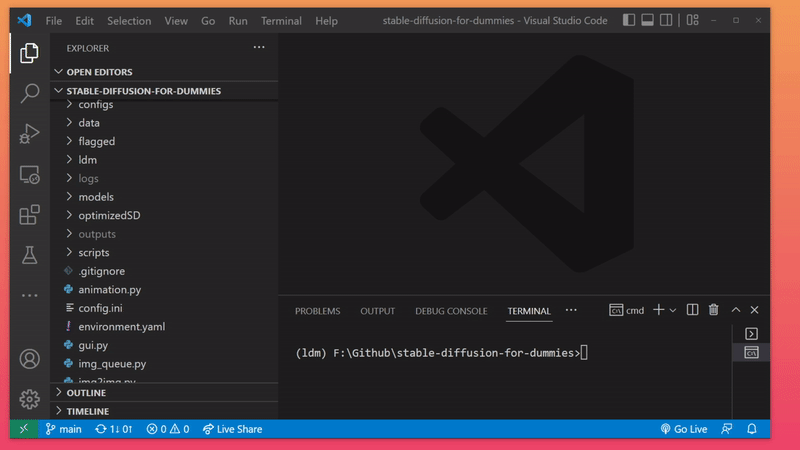 File Edit Selection View Go Run Terminal Help stable-diffusion-for-dummies - Visual Studio Code
EXPLORER
OPEN EDITORS
STABLE-DIFFUSION-FOR-DUMMIES
configs
data
flagged
ldm
logs
models
optimizedSD
outputs
scripts
.gitignore
animation.py
config.ini
environment.yaml
gui.py
img_queue.py
img2img.py
OUTLINE
TIMELINE
PROBLEMS OUTPUT DEBUG CONSOLE TERMINAL cmd
(ldm) F:\Github\stable-diffusion-for-dummies>
main 1↓ 0↑ 0 0 Live Share Go Live